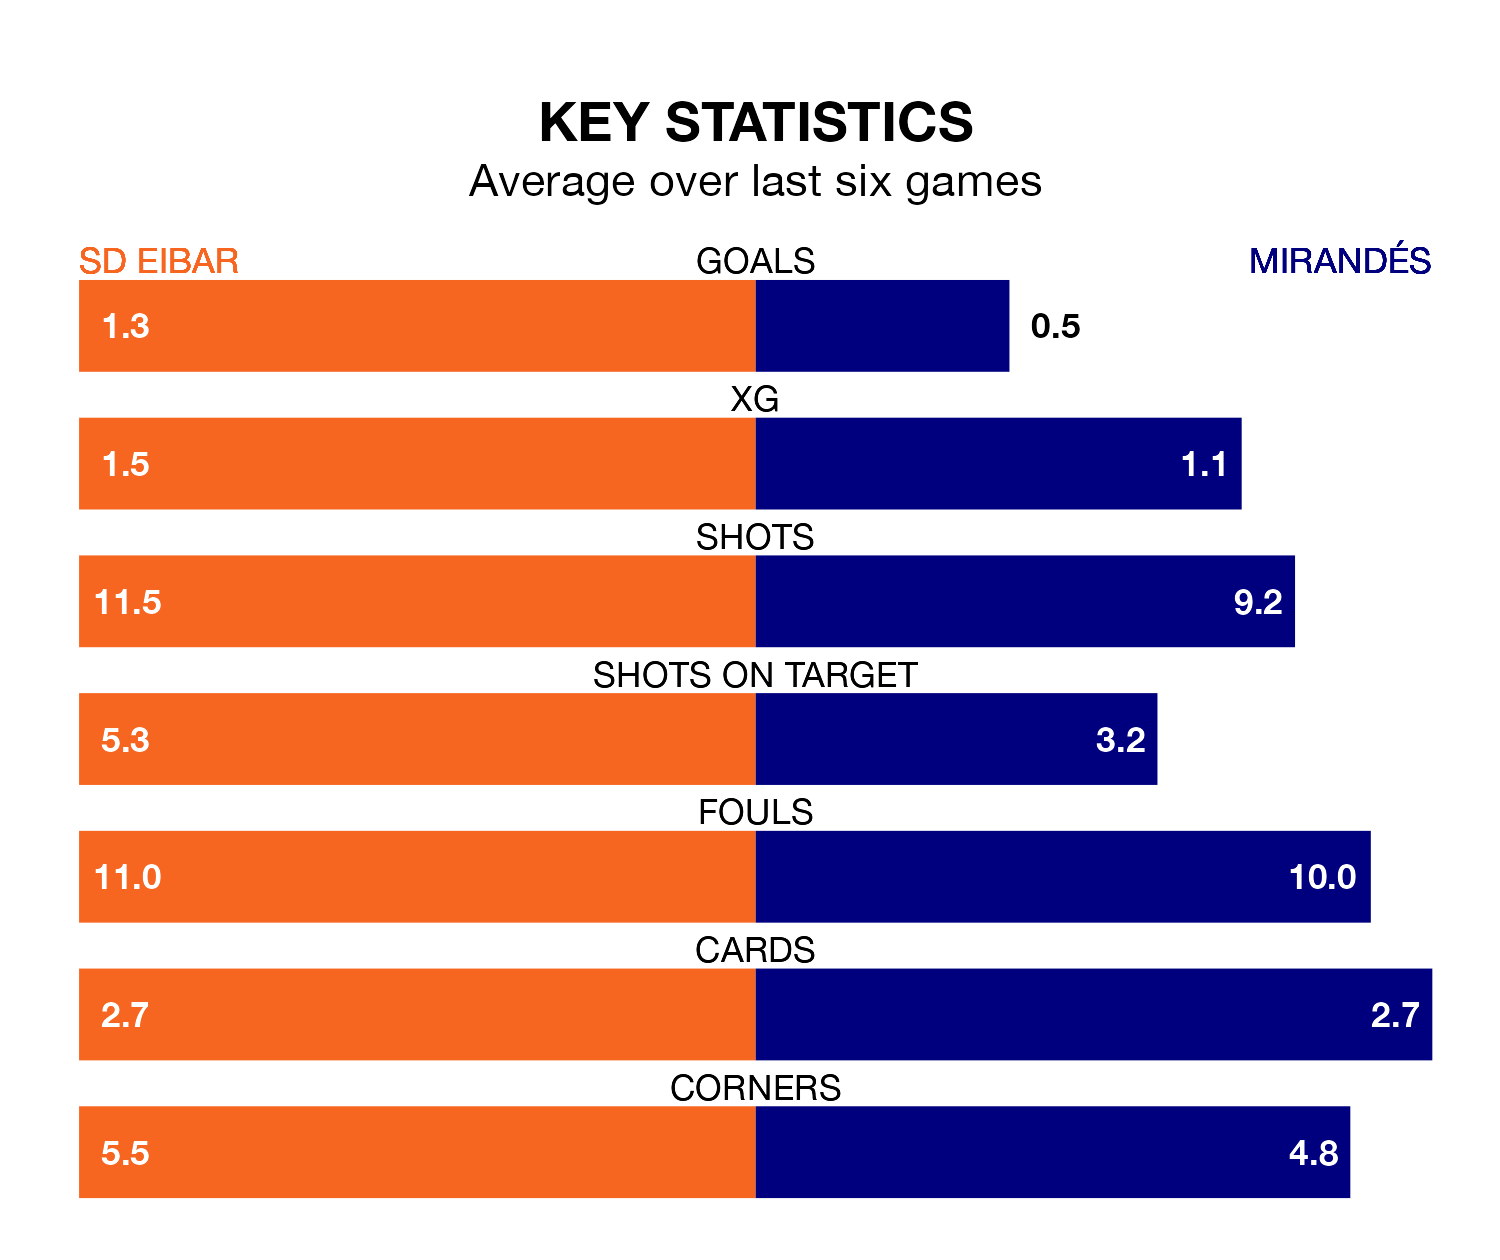 KEY STATISTICS
Average over last six games
SD EIBAR GOALS MIRANDÉS
1.3 0.5
XG
1.5 1.1
SHOTS
11.5 9.2
SHOTS ON TARGET
5.3 3.2
FOULS
11.0 10.0
CARDS
2.7 2.7
CORNERS
5.5 4.8